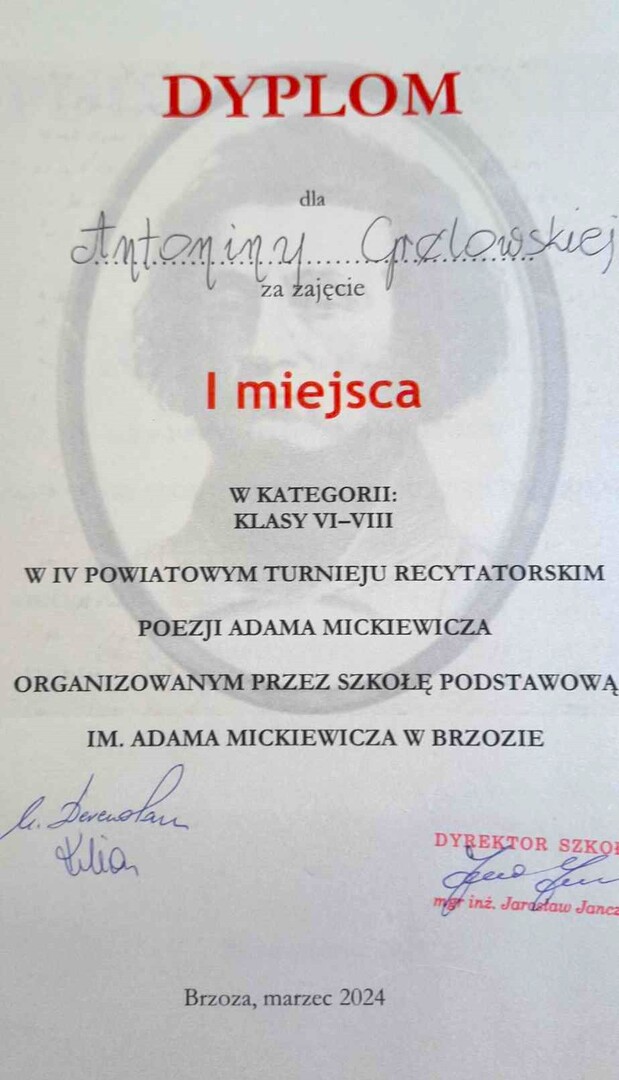 DYPLOM
dla
Antoniny Grelowskiej
za zajęcie
I miejsca
W KATEGORII:
KLASY VI–VIII
W IV POWIATOWYM TURNIEJU RECYTATORSKIM
POEZJI ADAMA MICKIEWICZA
ORGANIZOWANYM PRZEZ SZKOŁĘ PODSTAWOWĄ
IM. ADAMA MICKIEWICZA W BRZOZIE
DYREKTOR SZKOŁ
mgr inż. Jarosław Jancz
Brzoza, marzec 2024